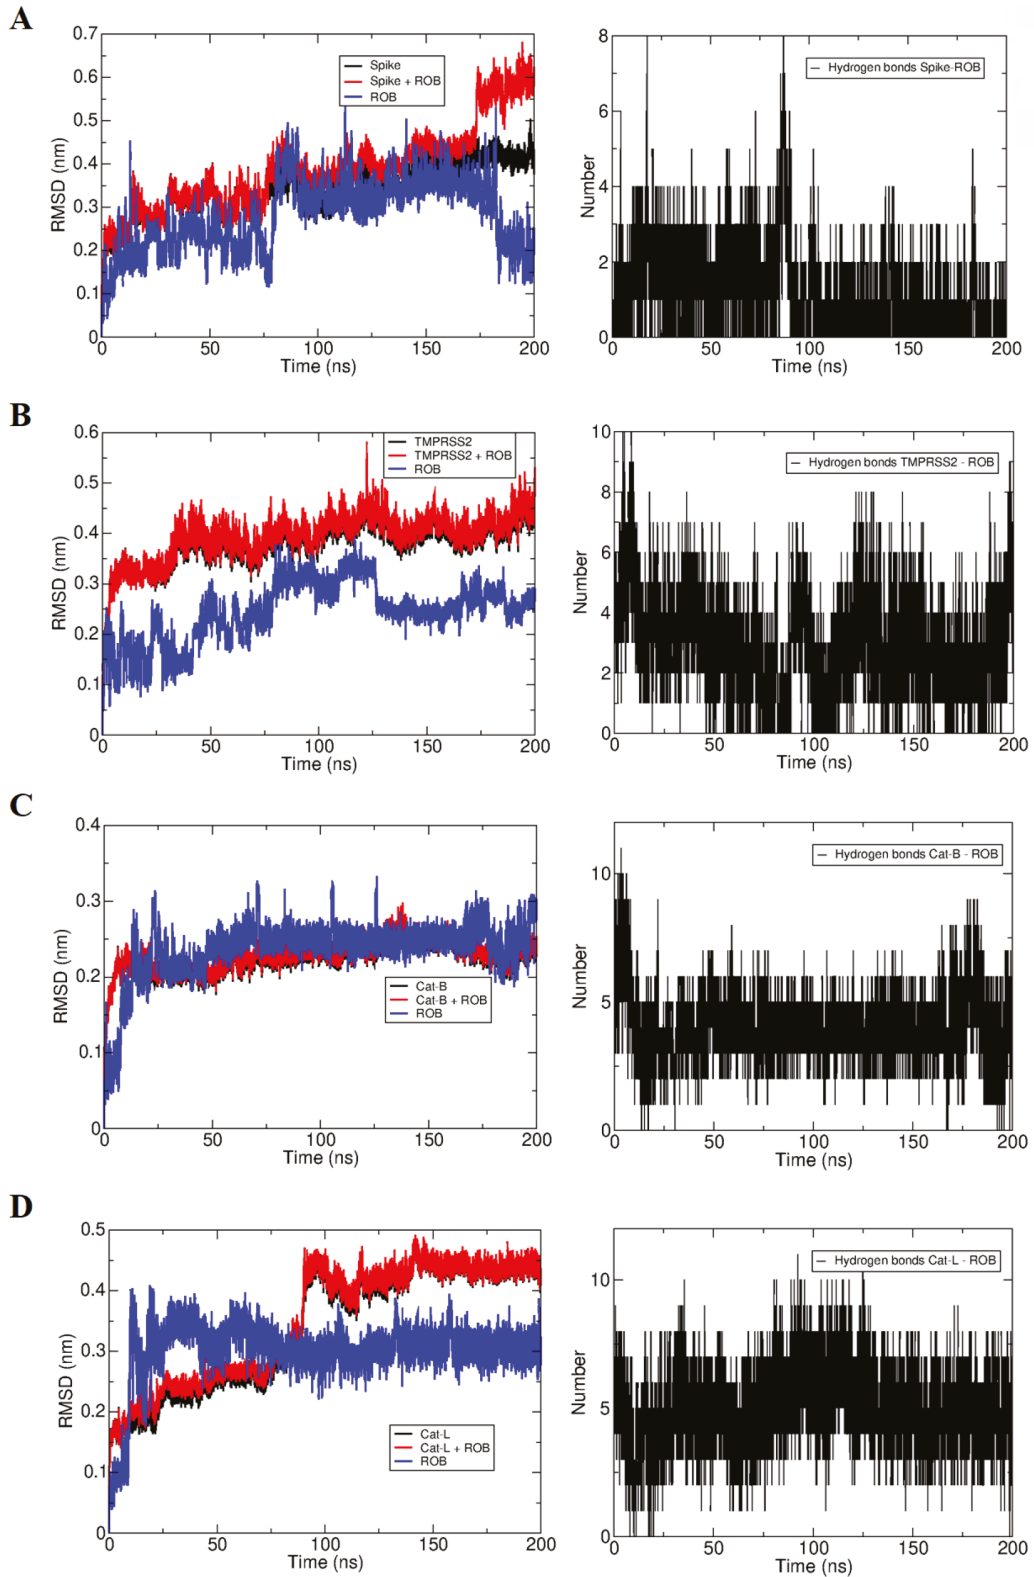 A
0.7
0.6
0.5
0.4
0.3
0.2
0.1
0
RMSD (nm)
Spike
Spike + ROB
ROB
0 50 100 150 200
Time (ns)
8
6
4
2
0
Number
Hydrogen bonds Spike-ROB
0 50 100 150 200
Time (ns)
B
0.6
0.5
0.4
0.3
0.2
0.1
0
RMSD (nm)
TMPRSS2
TMPRSS2 + ROB
ROB
0 50 100 150 200
Time (ns)
10
8
6
4
2
0
Number
Hydrogen bonds TMPRSS2 - ROB
0 50 100 150 200
Time (ns)
C
0.4
0.3
0.2
0.1
0
RMSD (nm)
Cat-B
Cat-B + ROB
ROB
0 50 100 150 200
Time (ns)
10
5
0
Number
Hydrogen bonds Cat-B - ROB
0 50 100 150 200
Time (ns)
D
0.5
0.4
0.3
0.2
0.1
0
RMSD (nm)
Cat-L
Cat-L + ROB
ROB
0 50 100 150 200
Time (ns)
10
5
0
Number
Hydrogen bonds Cat-L - ROB
0 50 100 150 200
Time (ns)